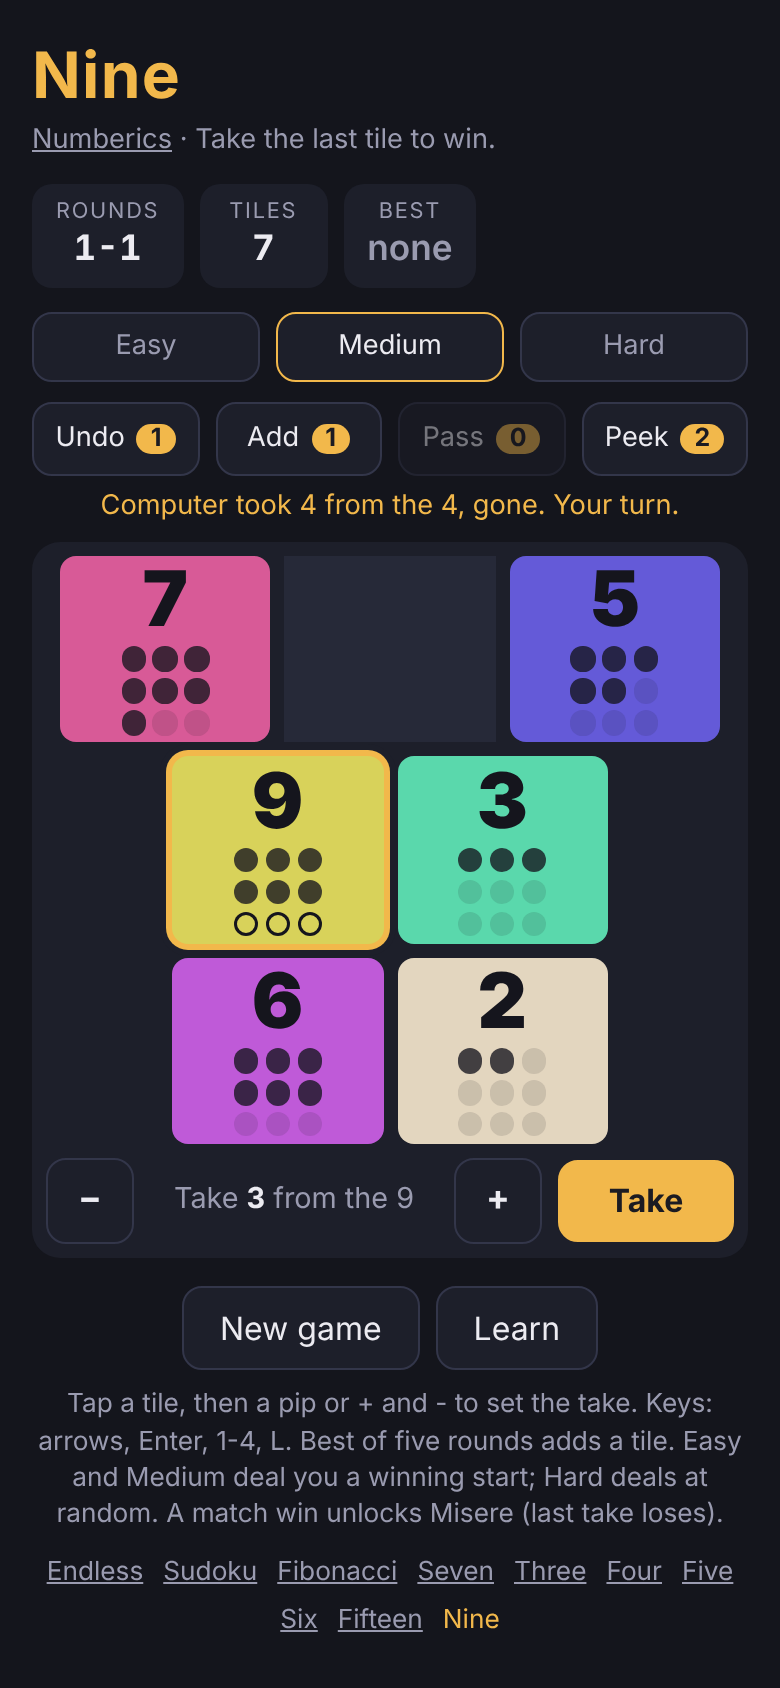 Nine
Numberics · Take the last tile to win.
ROUNDS TILES BEST
1-1 7 none
Easy Medium Hard
Undo 1 Add 1 Pass 0 Peek 2
Computer took 4 from the 4, gone. Your turn.
7 5
9 3
6 2
− Take 3 from the 9 + Take
New game Learn
Tap a tile, then a pip or + and - to set the take. Keys:
arrows, Enter, 1-4, L. Best of five rounds adds a tile. Easy
and Medium deal you a winning start; Hard deals at
random. A match win unlocks Misere (last take loses).
Endless Sudoku Fibonacci Seven Three Four Five
Six Fifteen Nine